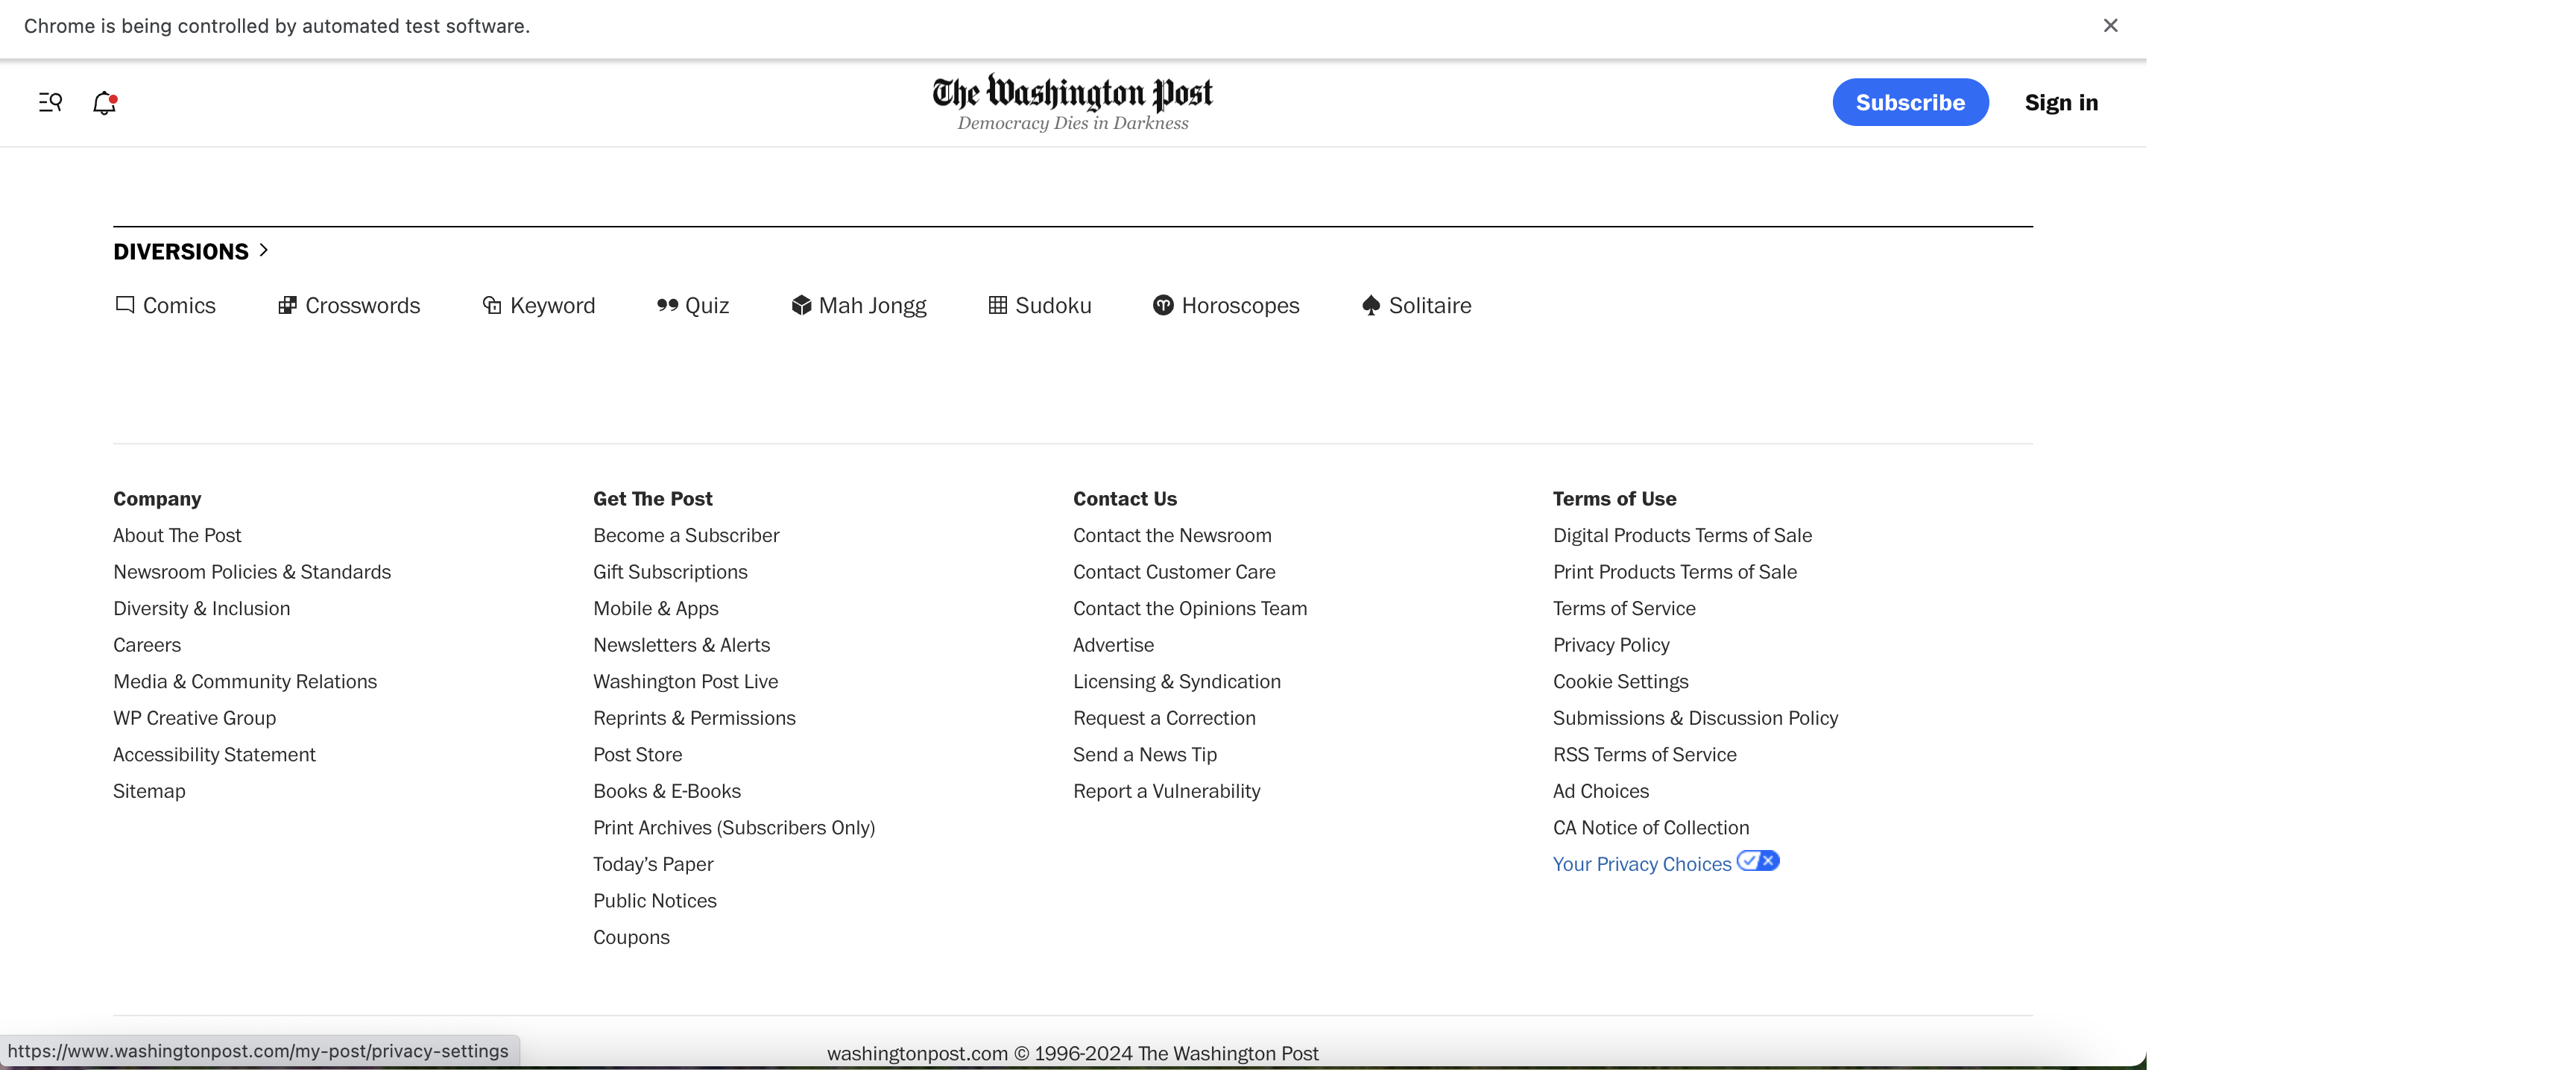 Chrome is being controlled by automated test software.
The Washington Post
Democracy Dies in Darkness
Subscribe
Sign in
DIVERSIONS
Comics
Crosswords
Keyword
Quiz
Mah Jongg
Sudoku
Horoscopes
Solitaire
Company
About The Post
Newsroom Policies & Standards
Diversity & Inclusion
Careers
Media & Community Relations
WP Creative Group
Accessibility Statement
Sitemap
Get The Post
Become a Subscriber
Gift Subscriptions
Mobile & Apps
Newsletters & Alerts
Washington Post Live
Reprints & Permissions
Post Store
Books & E-Books
Print Archives (Subscribers Only)
Today’s Paper
Public Notices
Coupons
Contact Us
Contact the Newsroom
Contact Customer Care
Contact the Opinions Team
Advertise
Licensing & Syndication
Request a Correction
Send a News Tip
Report a Vulnerability
Terms of Use
Digital Products Terms of Sale
Print Products Terms of Sale
Terms of Service
Privacy Policy
Cookie Settings
Submissions & Discussion Policy
RSS Terms of Service
Ad Choices
CA Notice of Collection
Your Privacy Choices
https://www.washingtonpost.com/my-post/privacy-settings
washingtonpost.com © 1996-2024 The Washington Post